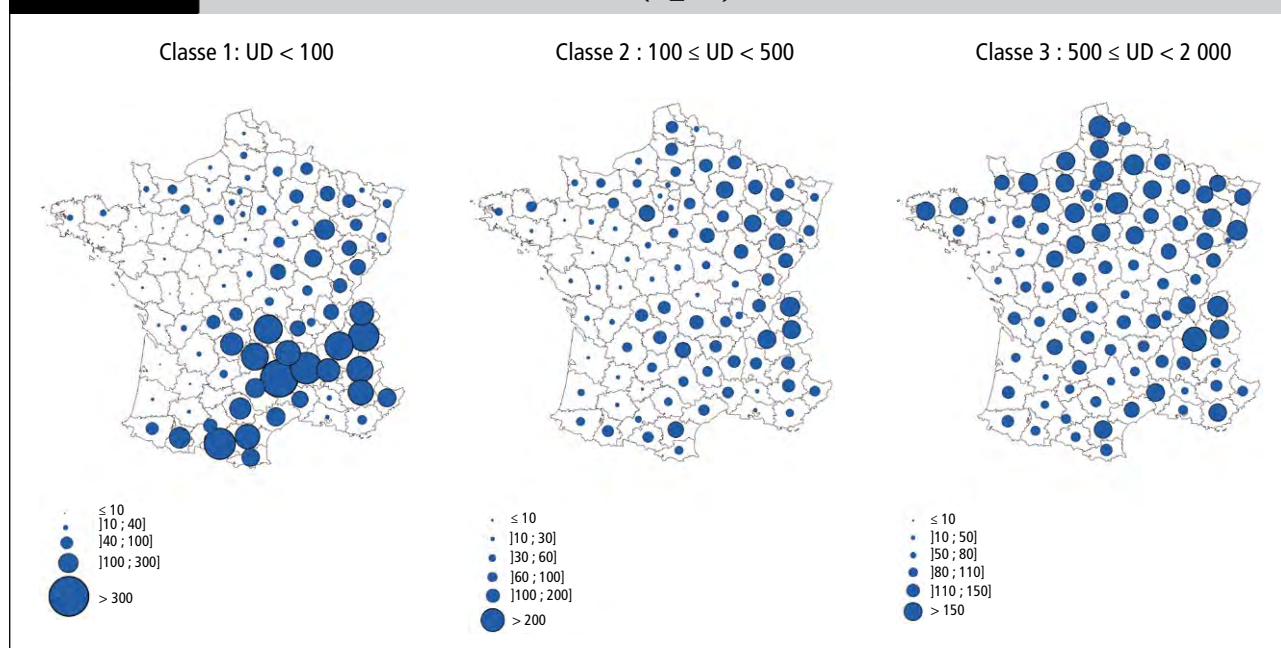 Classe 1: UD < 100
Classe 2 : 100 ≤ UD < 500
Classe 3 : 500 ≤ UD < 2 000
≤ 10
]10 ; 40]
]40 ; 100]
]100 ; 300]
> 300
≤ 10
]10 ; 30]
]30 ; 60]
]60 ; 100]
]100 ; 200]
> 200
≤ 10
]10 ; 50]
]50 ; 80]
]80 ; 110]
]110 ; 150]
> 150